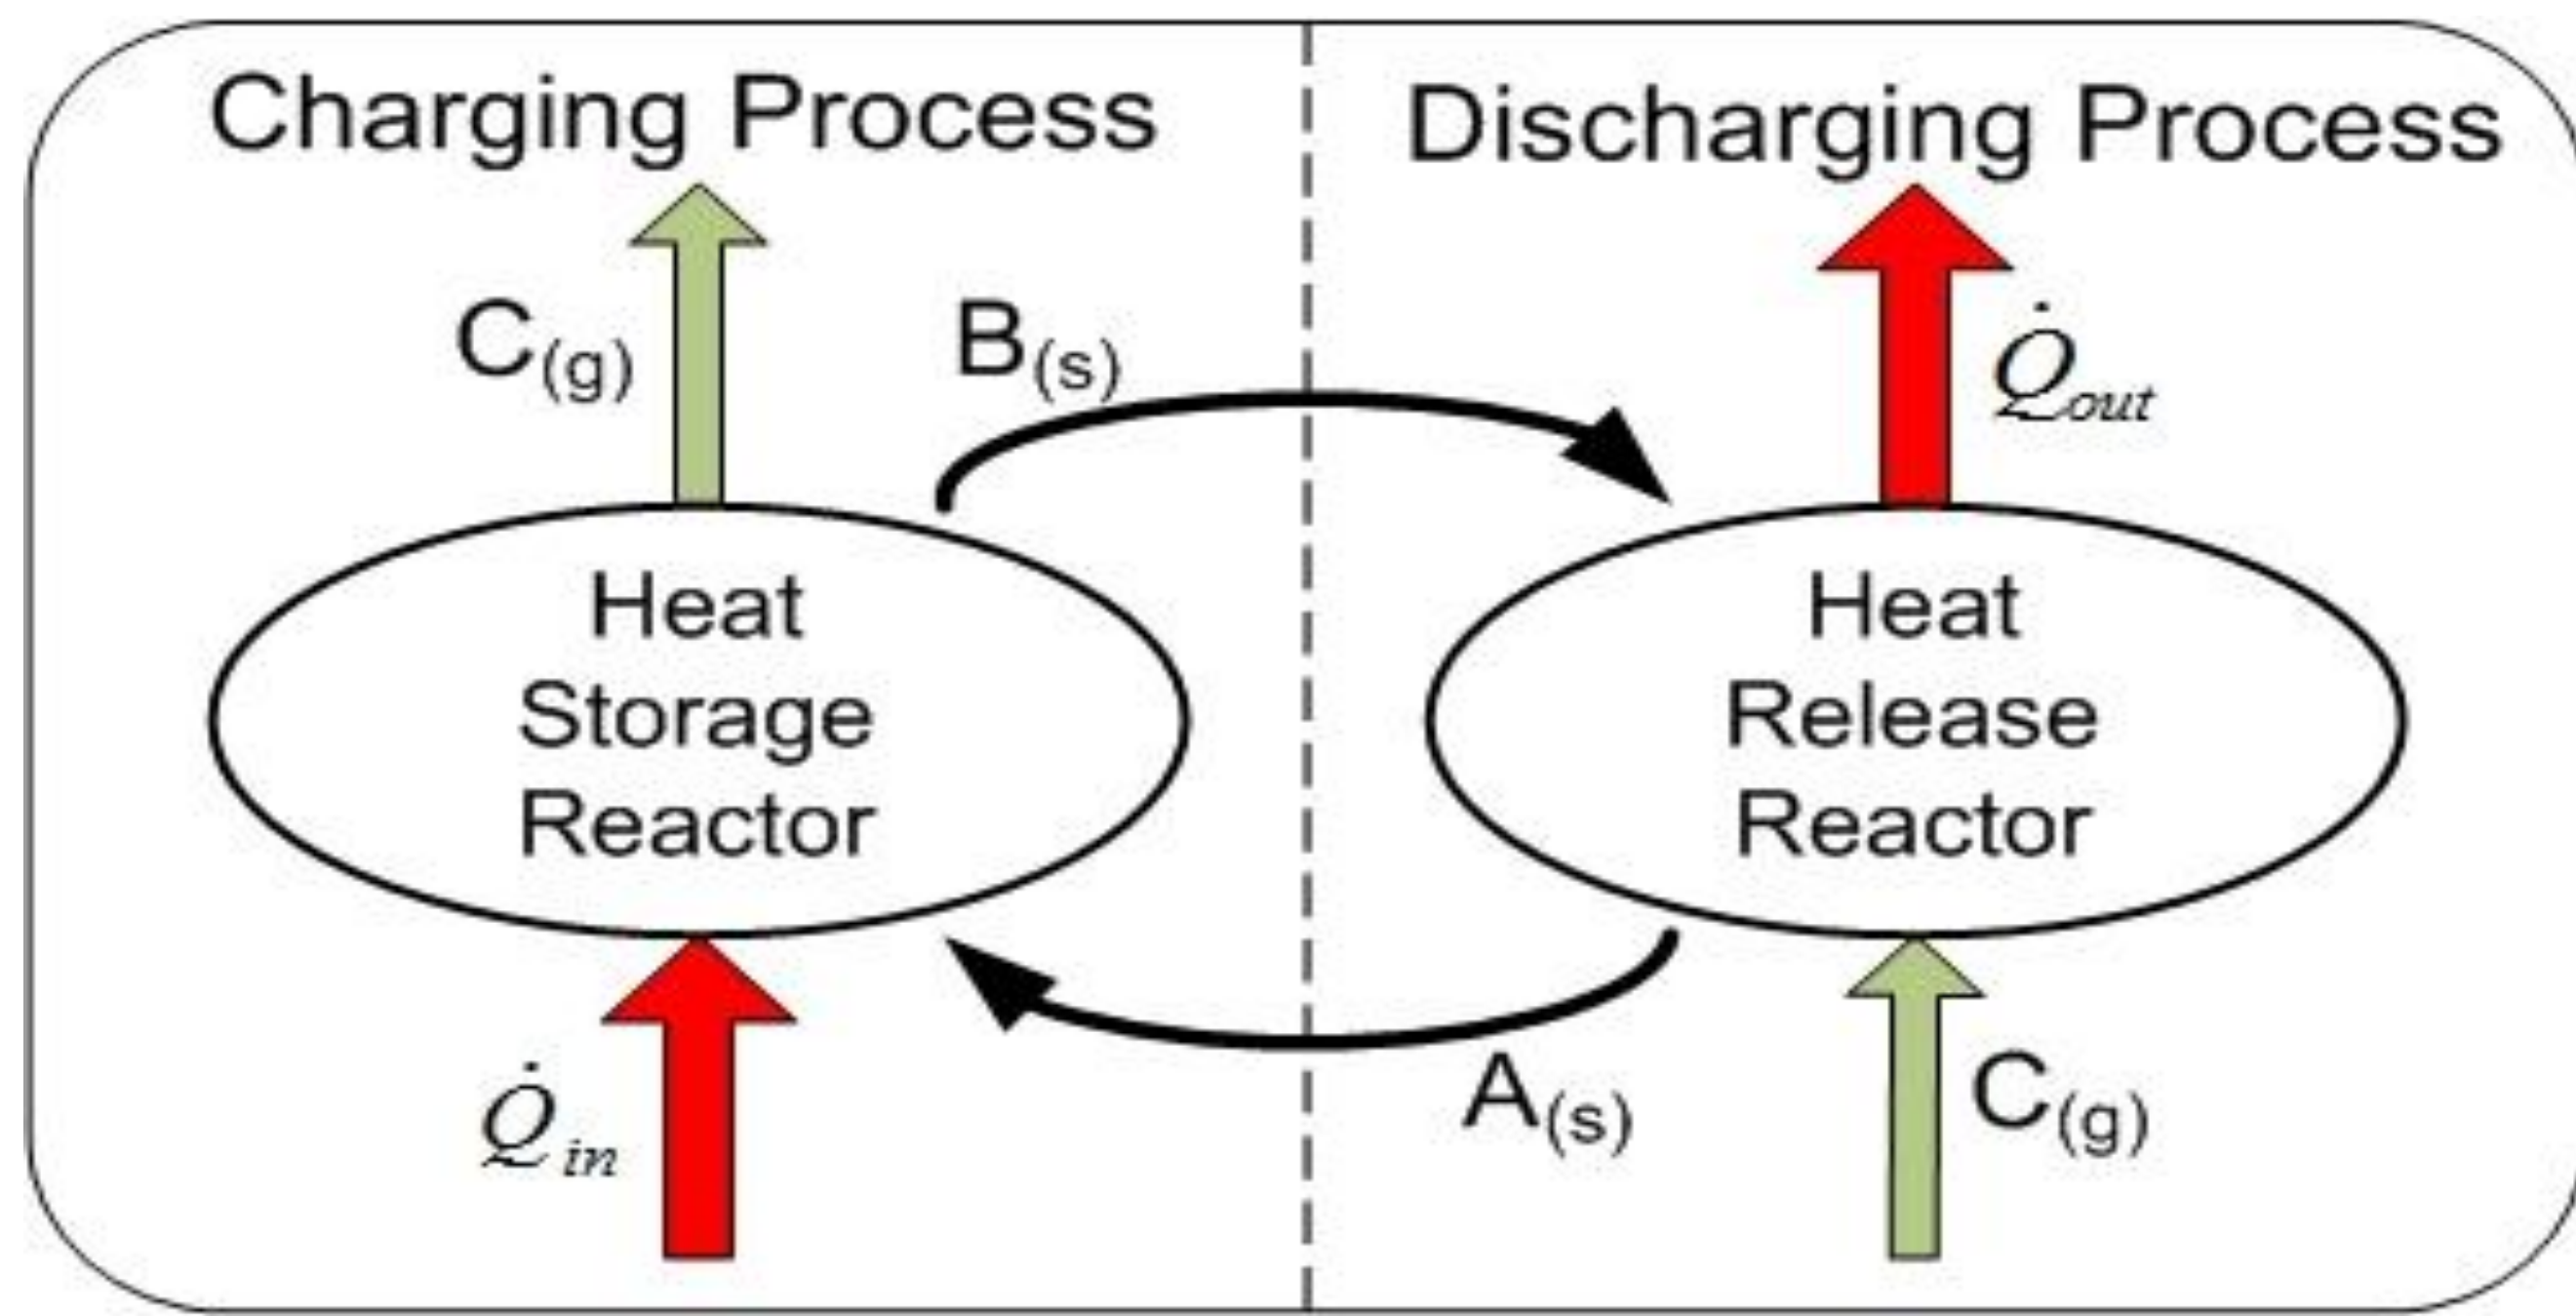 Charging Process
C(g)
B(s)
Heat
Storage
Reactor
Q̇in
Discharging Process
Q̇out
Heat
Release
Reactor
A(s)
C(g)